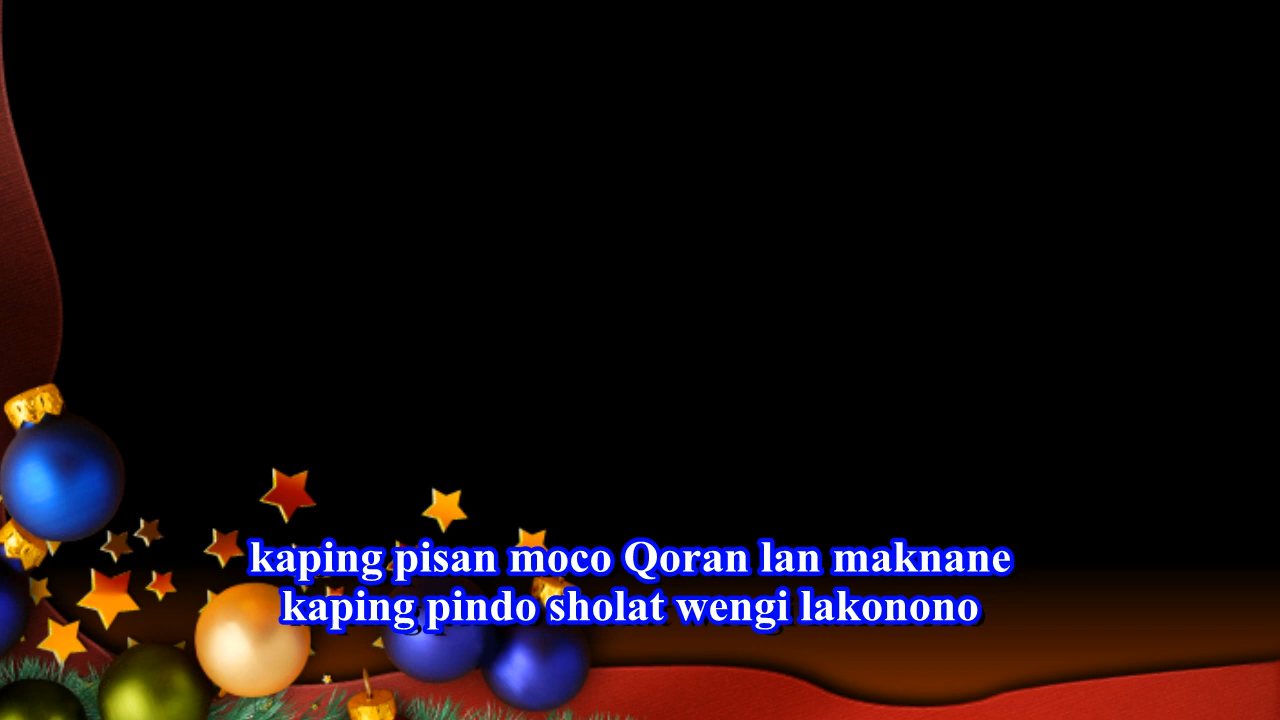 kaping pisan moco Qoran lan maknane
kaping pindo sholat wengi lakonono